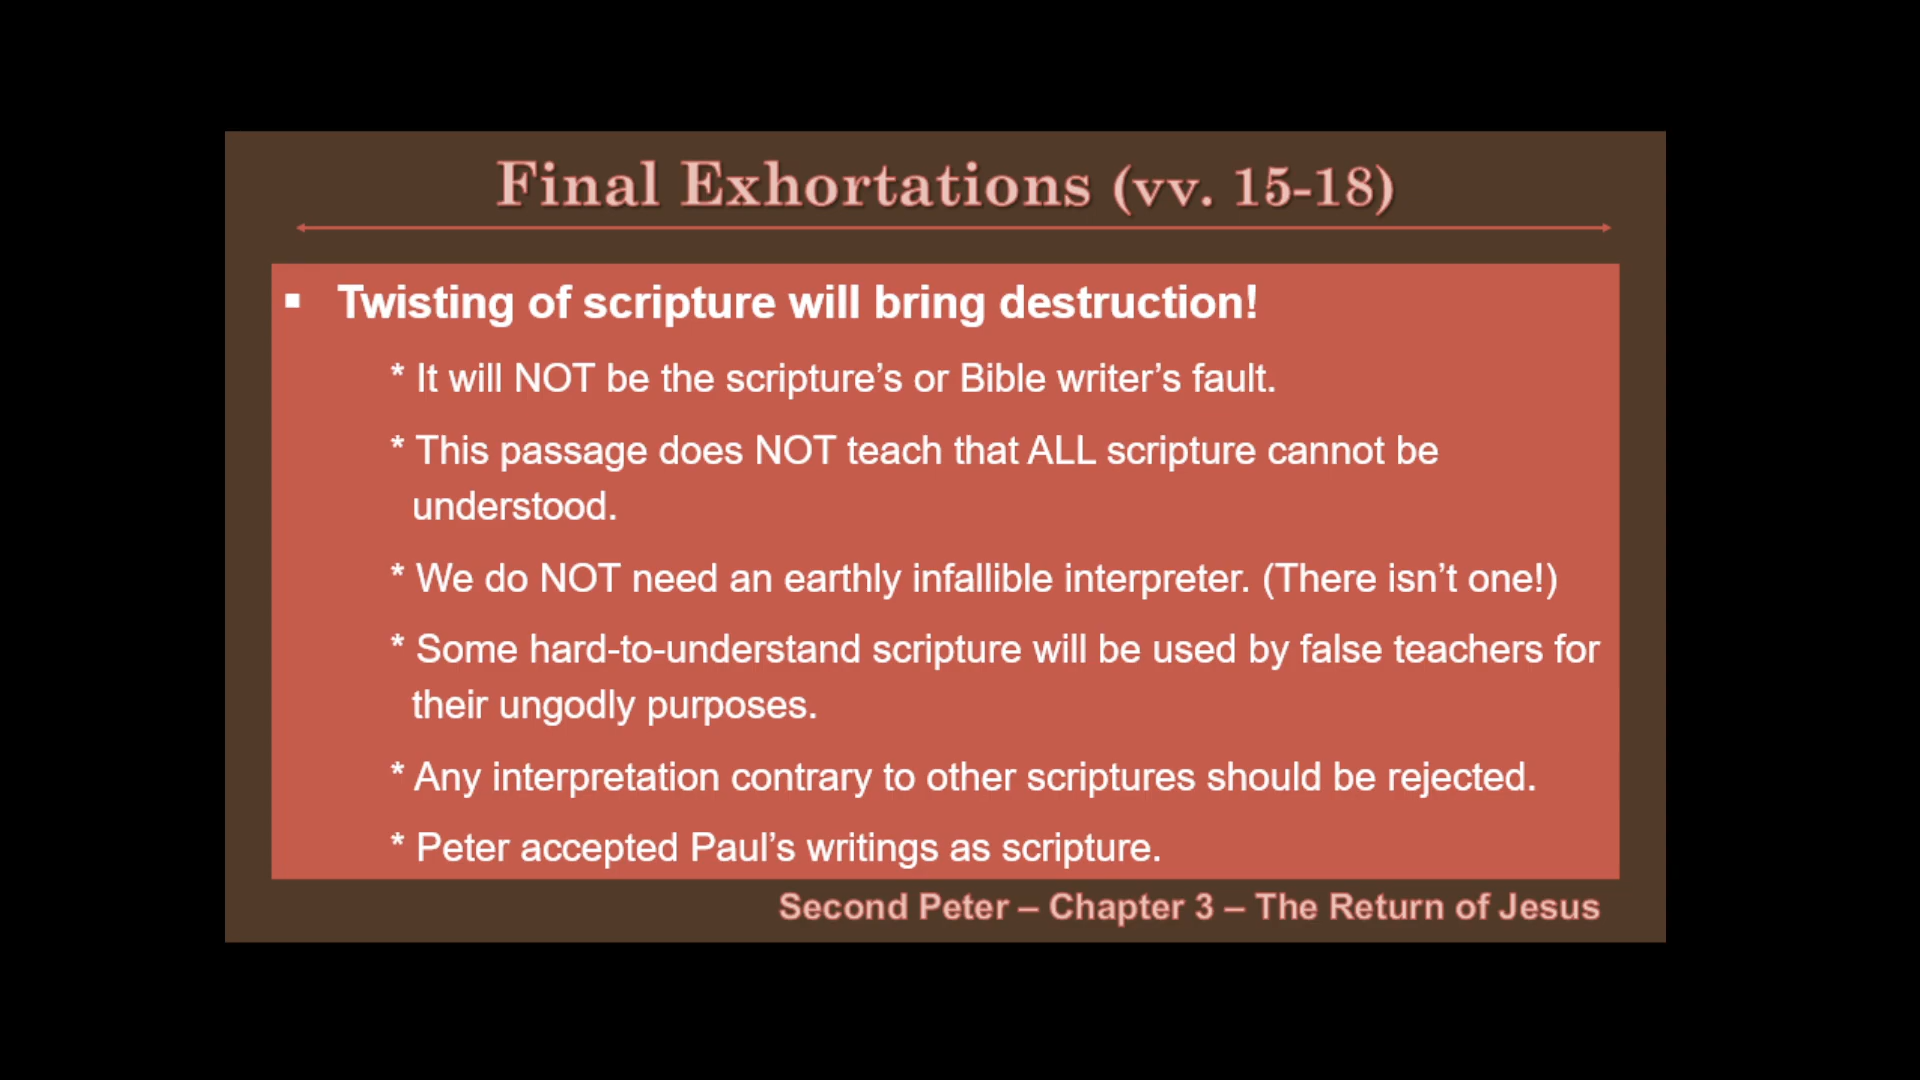 Final Exhortations (vv. 15-18)
▪ Twisting of scripture will bring destruction!
* It will NOT be the scripture’s or Bible writer’s fault.
* This passage does NOT teach that ALL scripture cannot be
understood.
* We do NOT need an earthly infallible interpreter. (There isn’t one!)
* Some hard-to-understand scripture will be used by false teachers for
their ungodly purposes.
* Any interpretation contrary to other scriptures should be rejected.
* Peter accepted Paul’s writings as scripture.
Second Peter – Chapter 3 – The Return of Jesus